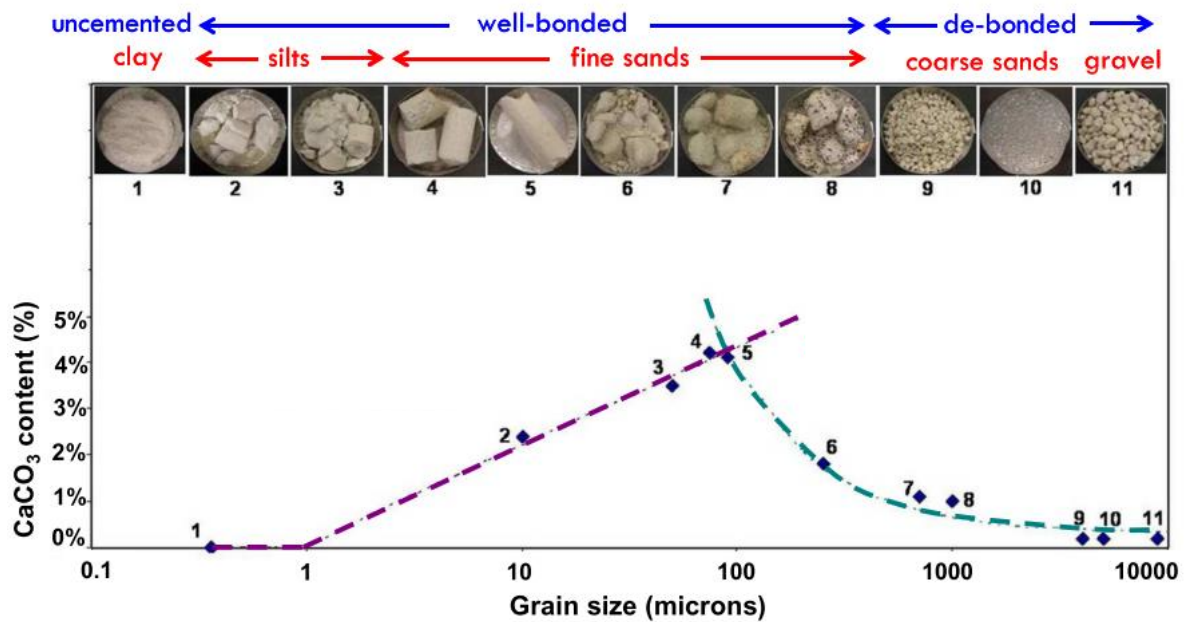 uncemented well-bonded de-bonded
clay silts fine sands coarse sands gravel
1 2 3 4 5 6 7 8 9 10 11
CaCO₃ content (%)
5%
4%
3%
2%
1%
0%
1 2 3 4 5 6 7 8 9 10 11
0.1 1 10 100 1000 10000
Grain size (microns)